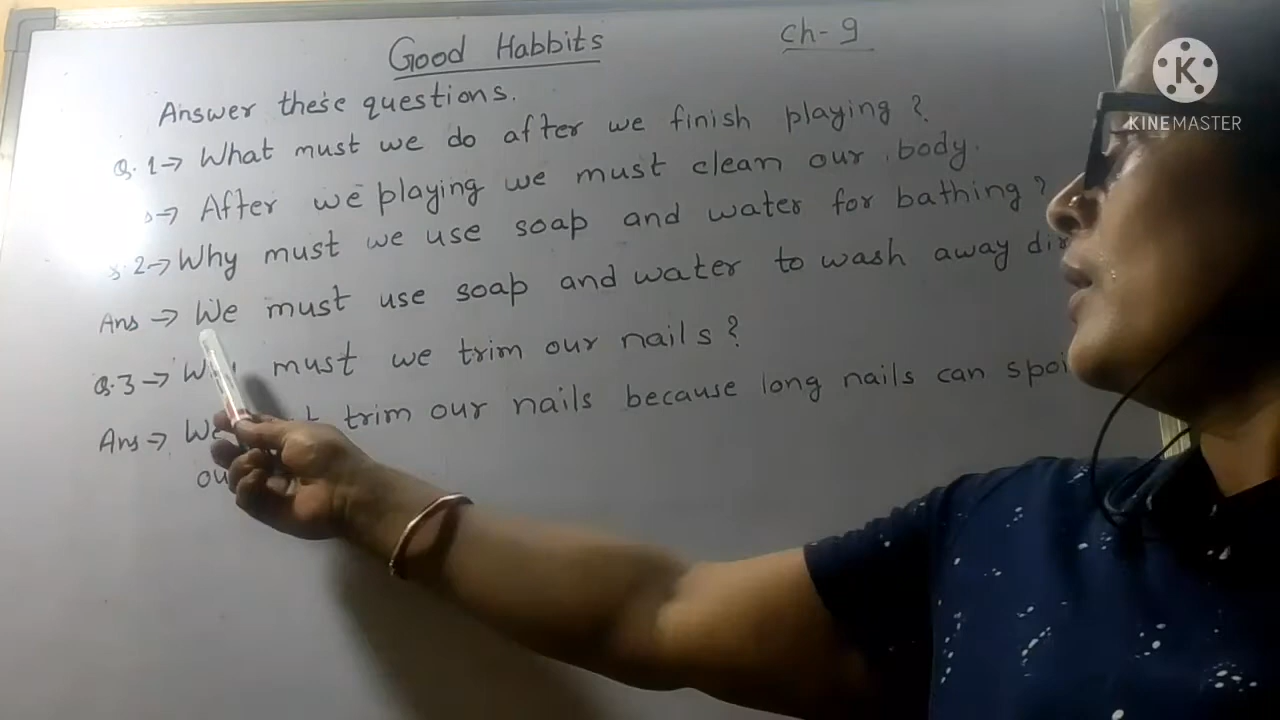 Good Habbits
ch-9
Answer these questions.
Q.1→ What must we do after we finish playing?
→ After we playing we must clean our body.
2→ Why must we use soap and water for bathing?
Ans → We must use soap and water to wash away
Q.3→ must we trim our nails?
Ans → trim our nails because long nails can
K
KINEMASTER